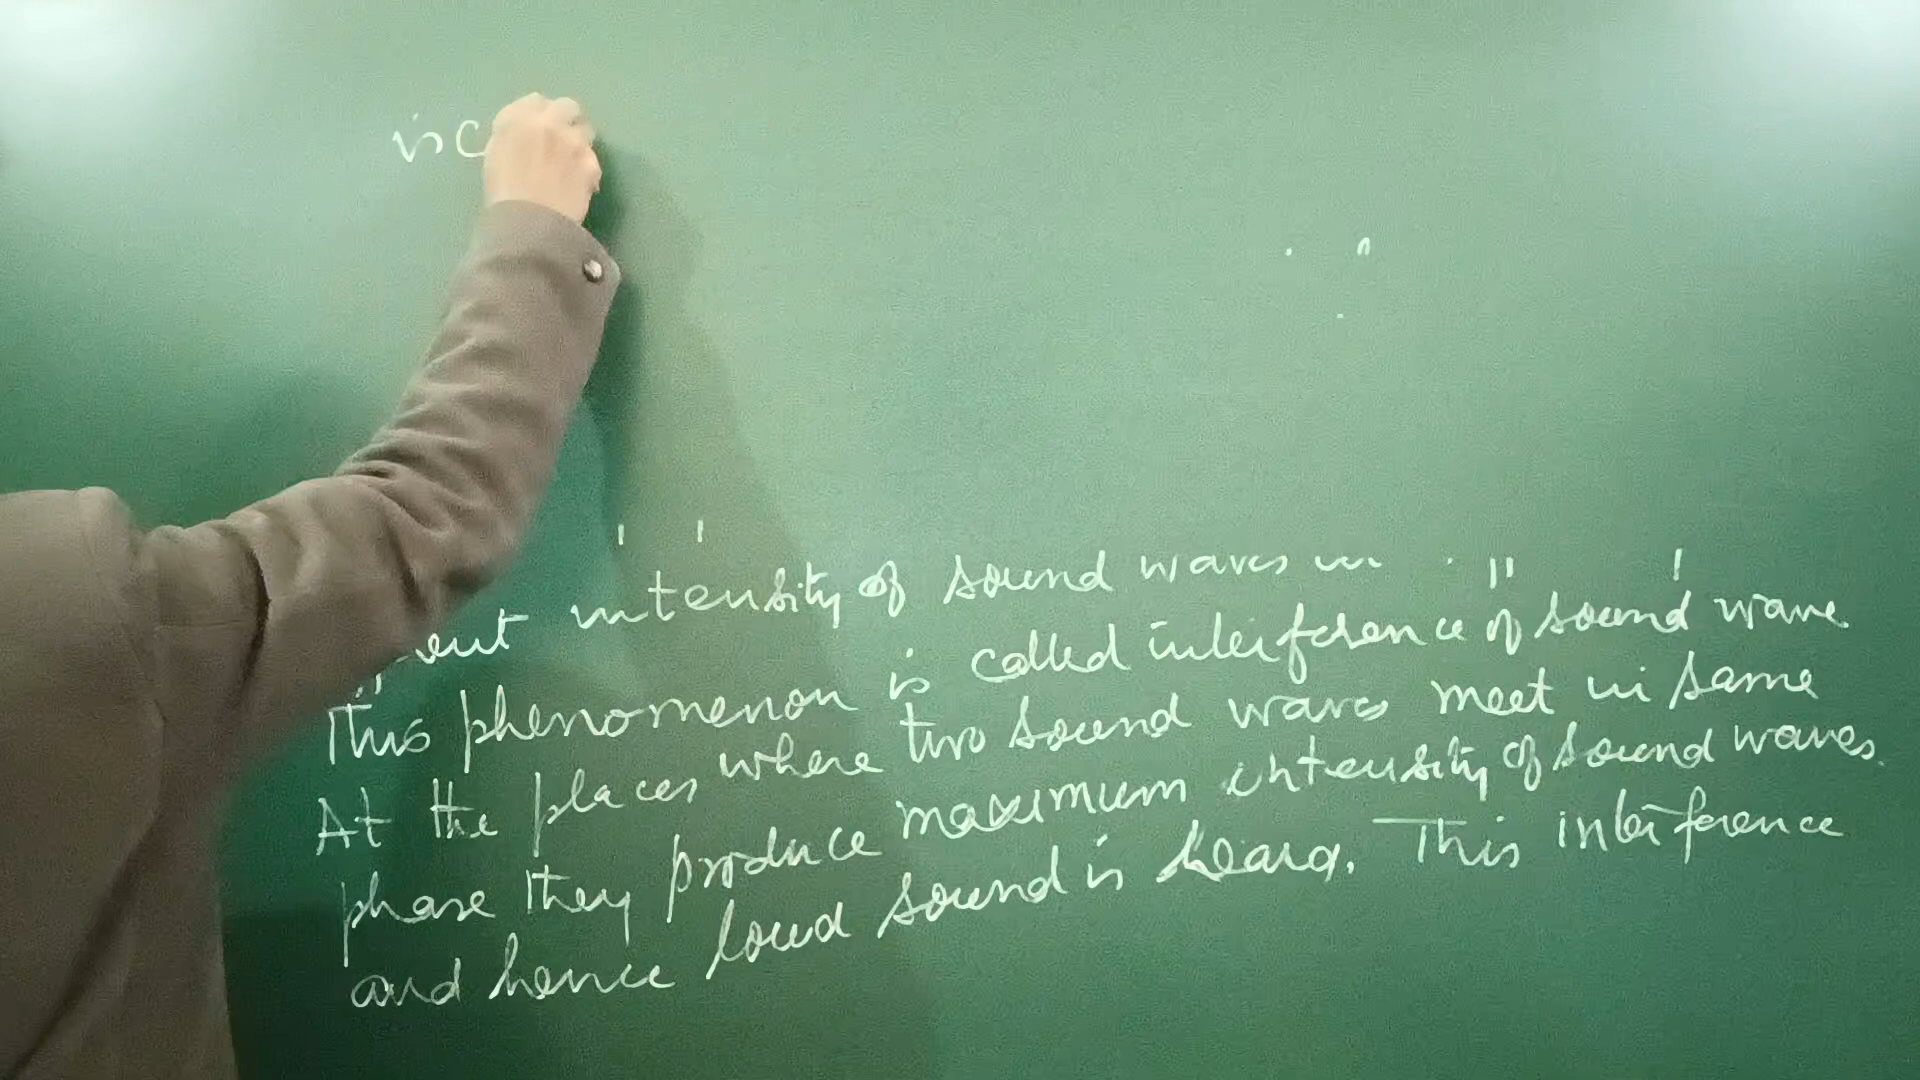 is c
intensity of sound waves in
This phenomenon is called interference of sound wave
At the places where two sound waves meet in same
phase they produce maximum intensity of sound waves.
and hence loud sound is heard. This interference